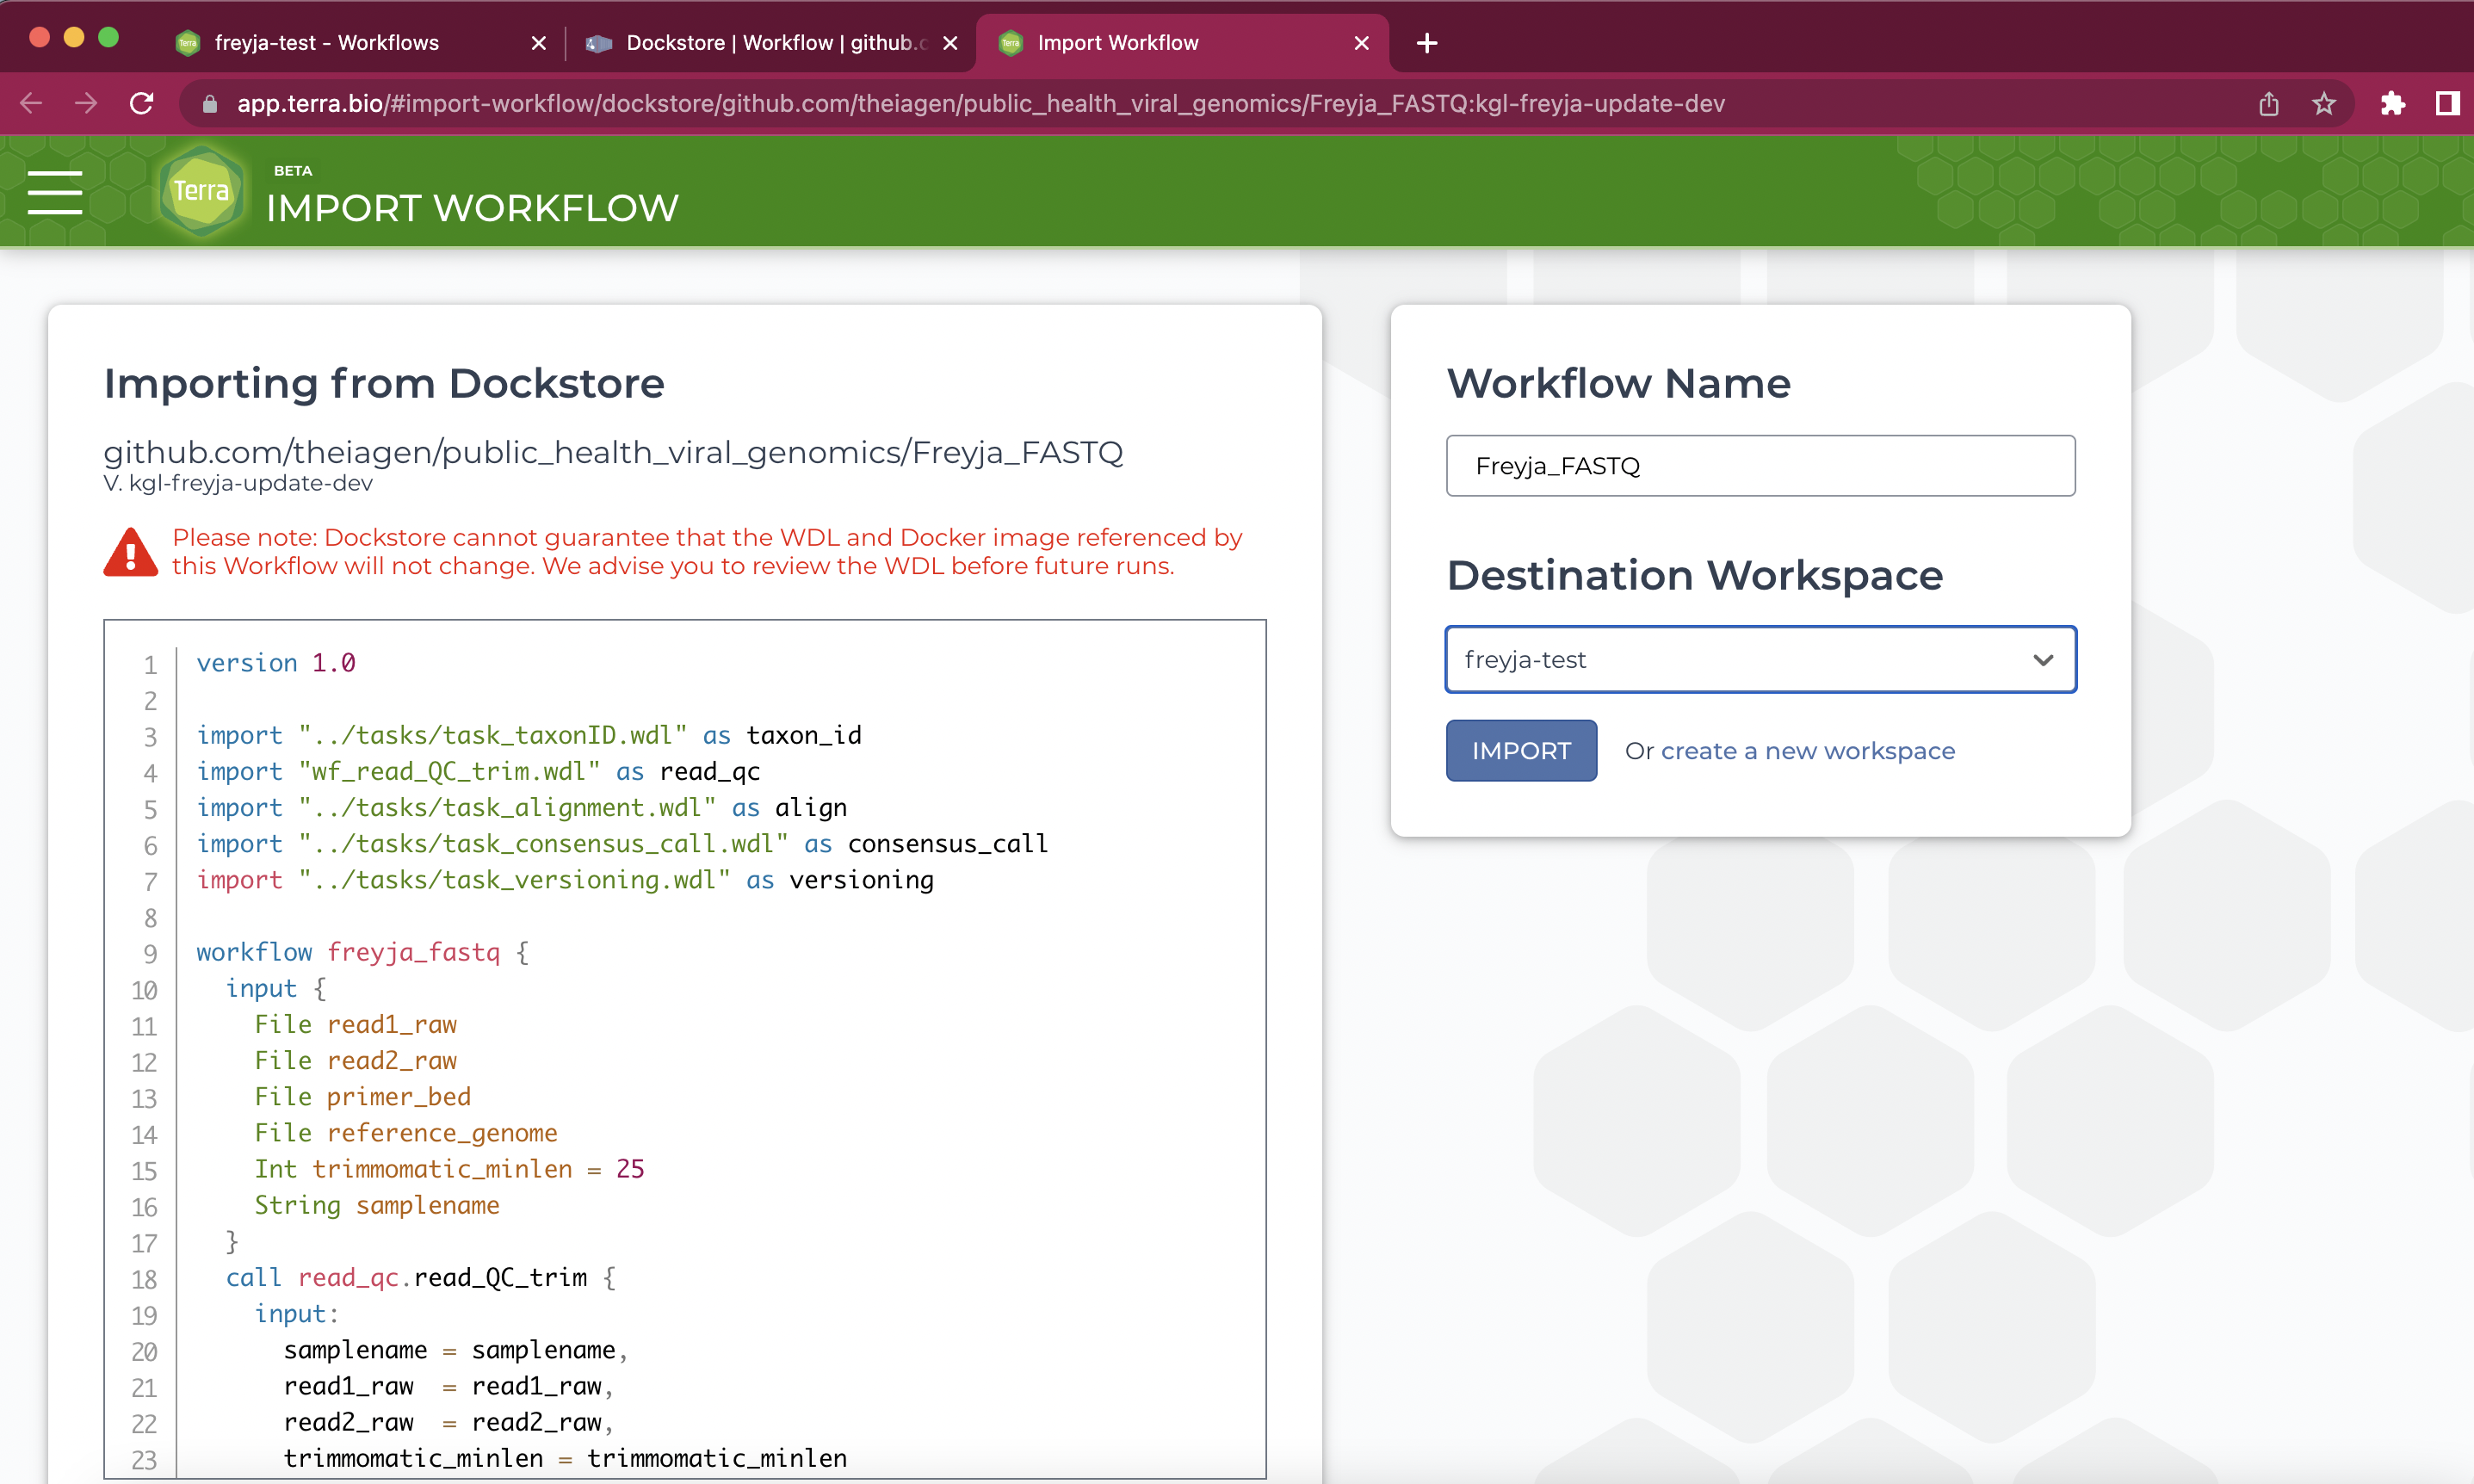 freyja-test - Workflows
Dockstore | Workflow | github.c
Import Workflow
app.terra.bio/#import-workflow/dockstore/github.com/theiagen/public_health_viral_genomics/Freyja_FASTQ:kgl-freyja-update-dev
Terra
BETA
IMPORT WORKFLOW
Importing from Dockstore
github.com/theiagen/public_health_viral_genomics/Freyja_FASTQ
V. kgl-freyja-update-dev
Please note: Dockstore cannot guarantee that the WDL and Docker image referenced by
this Workflow will not change. We advise you to review the WDL before future runs.
1 version 1.0
2
3 import "../tasks/task_taxonID.wdl" as taxon_id
4 import "wf_read_QC_trim.wdl" as read_qc
5 import "../tasks/task_alignment.wdl" as align
6 import "../tasks/task_consensus_call.wdl" as consensus_call
7 import "../tasks/task_versioning.wdl" as versioning
8
9 workflow freyja_fastq {
10 input {
11 File read1_raw
12 File read2_raw
13 File primer_bed
14 File reference_genome
15 Int trimmomatic_minlen = 25
16 String samplename
17 }
18 call read_qc.read_QC_trim {
19 input:
20 samplename = samplename,
21 read1_raw = read1_raw,
22 read2_raw = read2_raw,
23 trimmomatic_minlen = trimmomatic_minlen
Workflow Name
Freyja_FASTQ
Destination Workspace
freyja-test
IMPORT Or create a new workspace